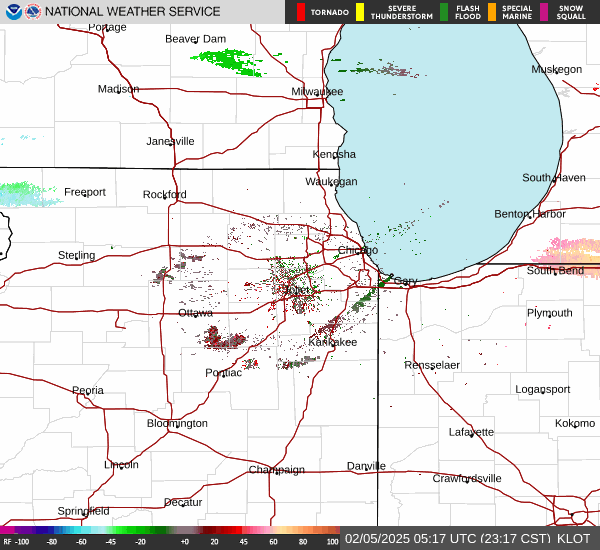 NATIONAL WEATHER SERVICE
TORNADO
SEVERE THUNDERSTORM
FLASH FLOOD
SPECIAL MARINE
SNOW SQUALL
Portage
Beaver Dam
Muskegon
Madison
Milwaukee
Janesville
Kenosha
Waukegan
South Haven
Freeport
Rockford
Benton Harbor
Chicago
Sterling
South Bend
Gary
Joliet
Ottawa
Plymouth
Kankakee
Rensselaer
Pontiac
Peoria
Logansport
Bloomington
Kokomo
Lafayette
Lincoln
Champaign
Danville
Crawfordsville
Decatur
Springfield
RF -100 -80 -60 -45 -20 +0 20 45 60 80 100
02/05/2025 05:17 UTC (23:17 CST) KLOT